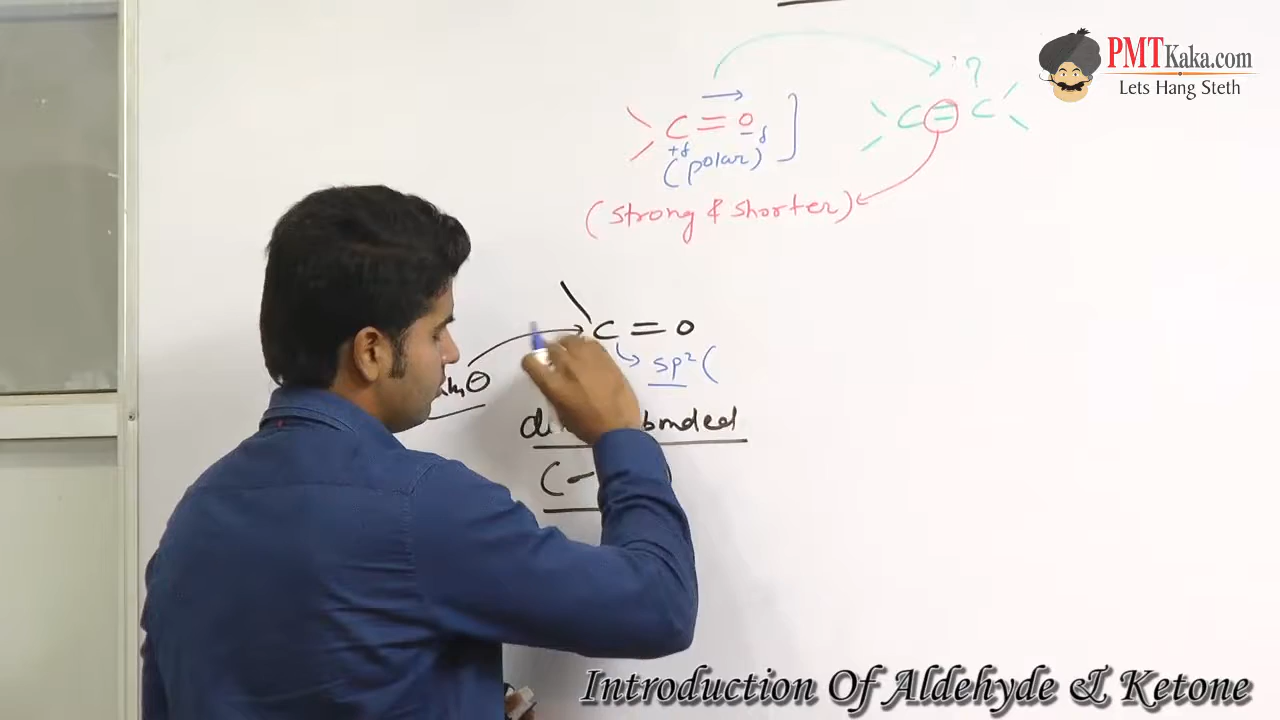 PMTKaka.com
Lets Hang Steth
C = O
+δ -δ
(polar)
C = C
?
(strong & shorter)
C = O
sp² (
bonded
Introduction Of Aldehyde & Ketone